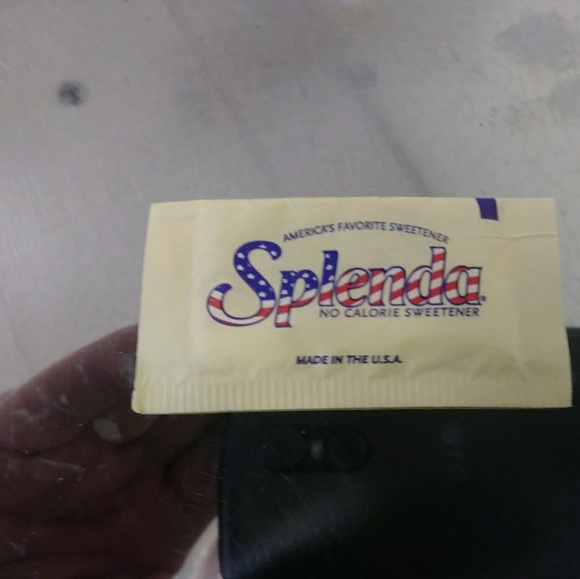 AMERICA'S FAVORITE SWEETENER
Splenda
NO CALORIE SWEETENER
MADE IN THE U.S.A.